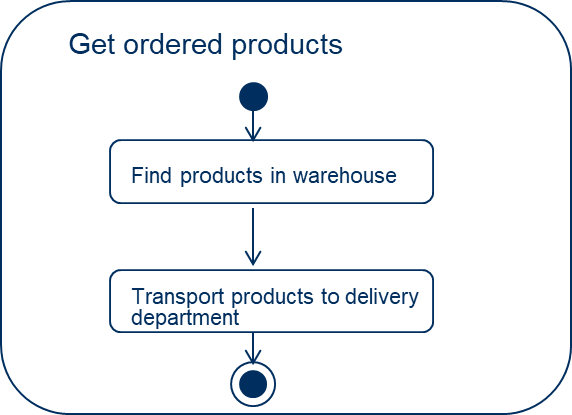 Get ordered products
Find products in warehouse
Transport products to delivery
department